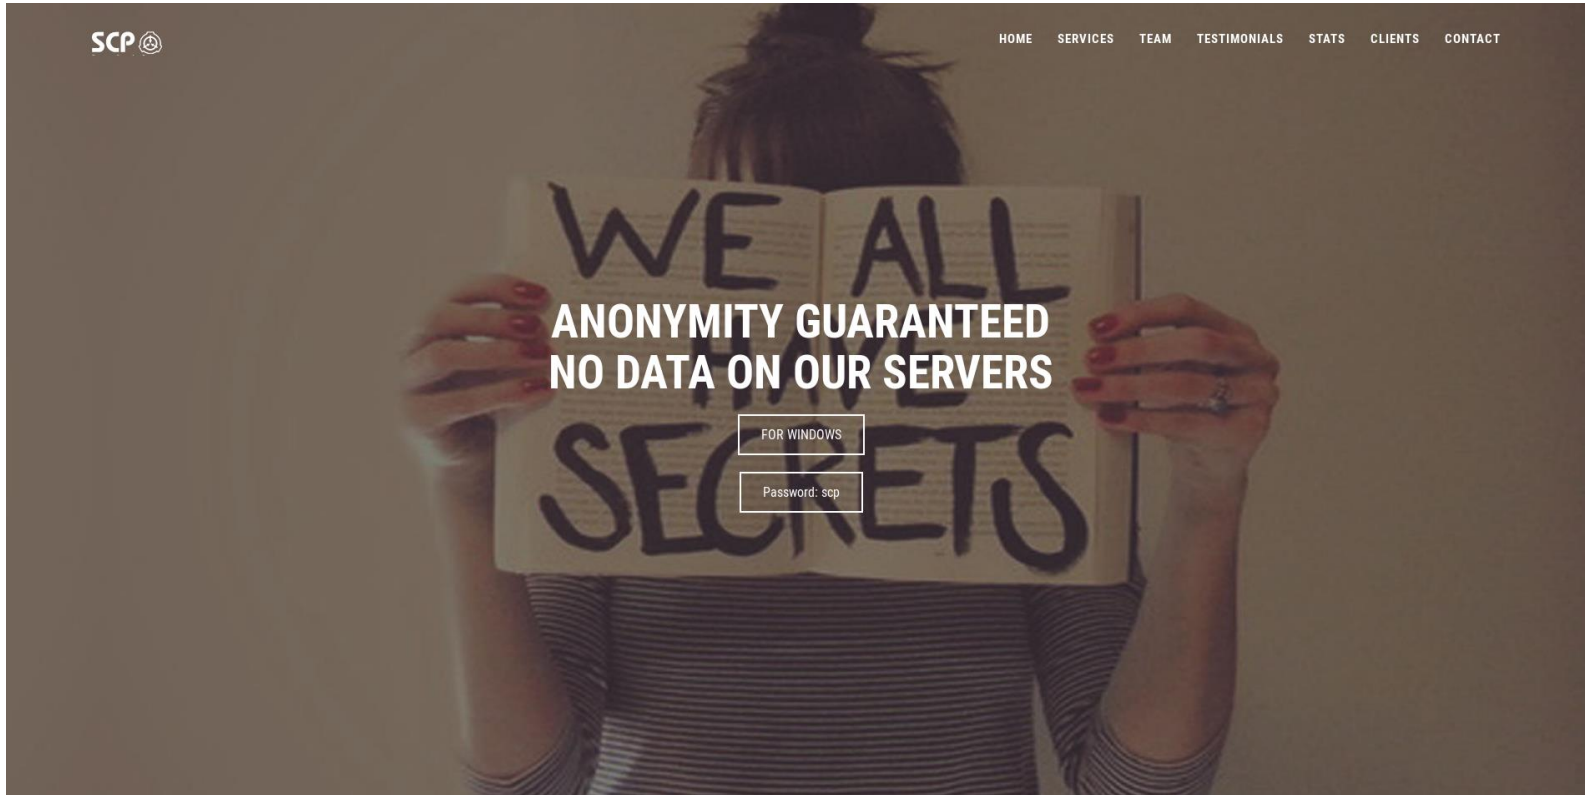 SCP
HOME SERVICES TEAM TESTIMONIALS STATS CLIENTS CONTACT
WE ALL
HAVE
SECRETS
ANONYMITY GUARANTEED
NO DATA ON OUR SERVERS
FOR WINDOWS
Password: scp